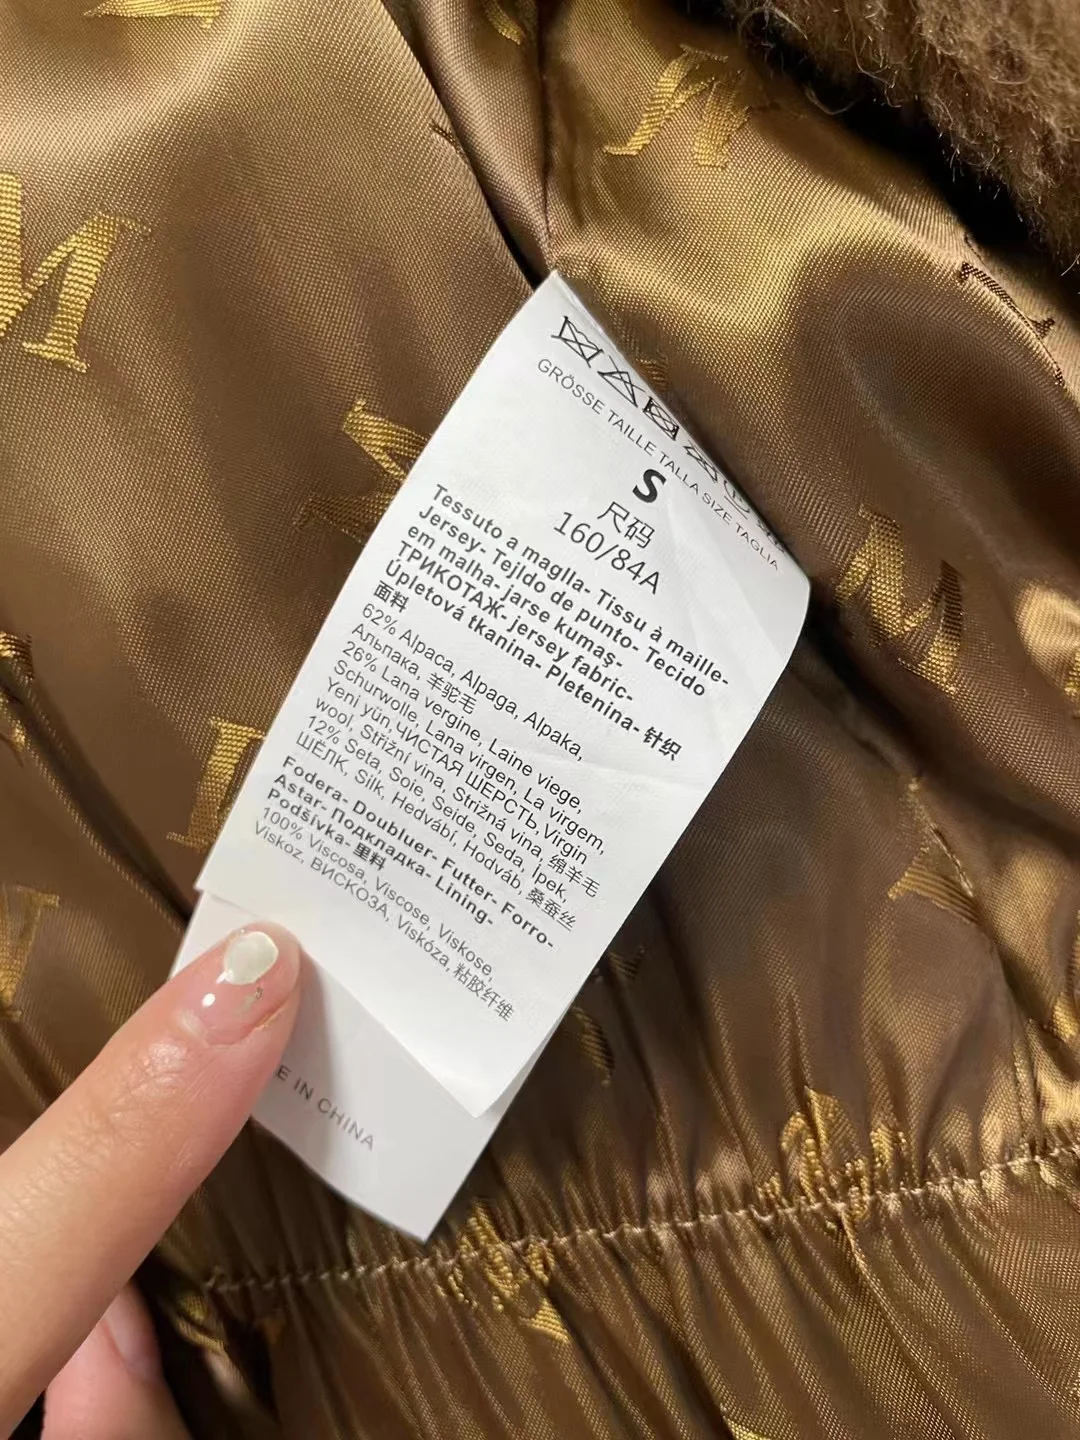 GRÖSSE TAILLE TALLA SIZE TAGLIA
S
尺码
160/84A
Tessuto a maglla- Tissu à maille-
Jersey- Tejldo de punto- Tecido
em malha- jarse kumaş-
ТРИКОТАЖ- jersey fabric-
Úpletová tkanina- Pletenina- 针织
面料
62% Alpaca, Alpaga, Alpaka,
Альпака, 羊驼毛
26% Lana vergine, Laine viege,
Schurwolle, Lana virgen, La virgem,
Yeni yün,ЧИСТАЯ ШЕРСТЬ,Virgin
wool, Střižní vina, Strižná vina, 绵羊毛
12% Seta, Soie, Seide, Seda, İpek,
ШЁЛК, Silk, Hedvábí, Hodváb, 桑蚕丝
Fodera- Doubluer- Futter- Forro-
Astar- Подкладка- Lining-
Podšívka- 里料
100% Viscosa, Viscose, Viskose,
Viskoz, ВИСКОЗА, Viskóza, 粘胶纤维
E IN CHINA
M
M
M
M